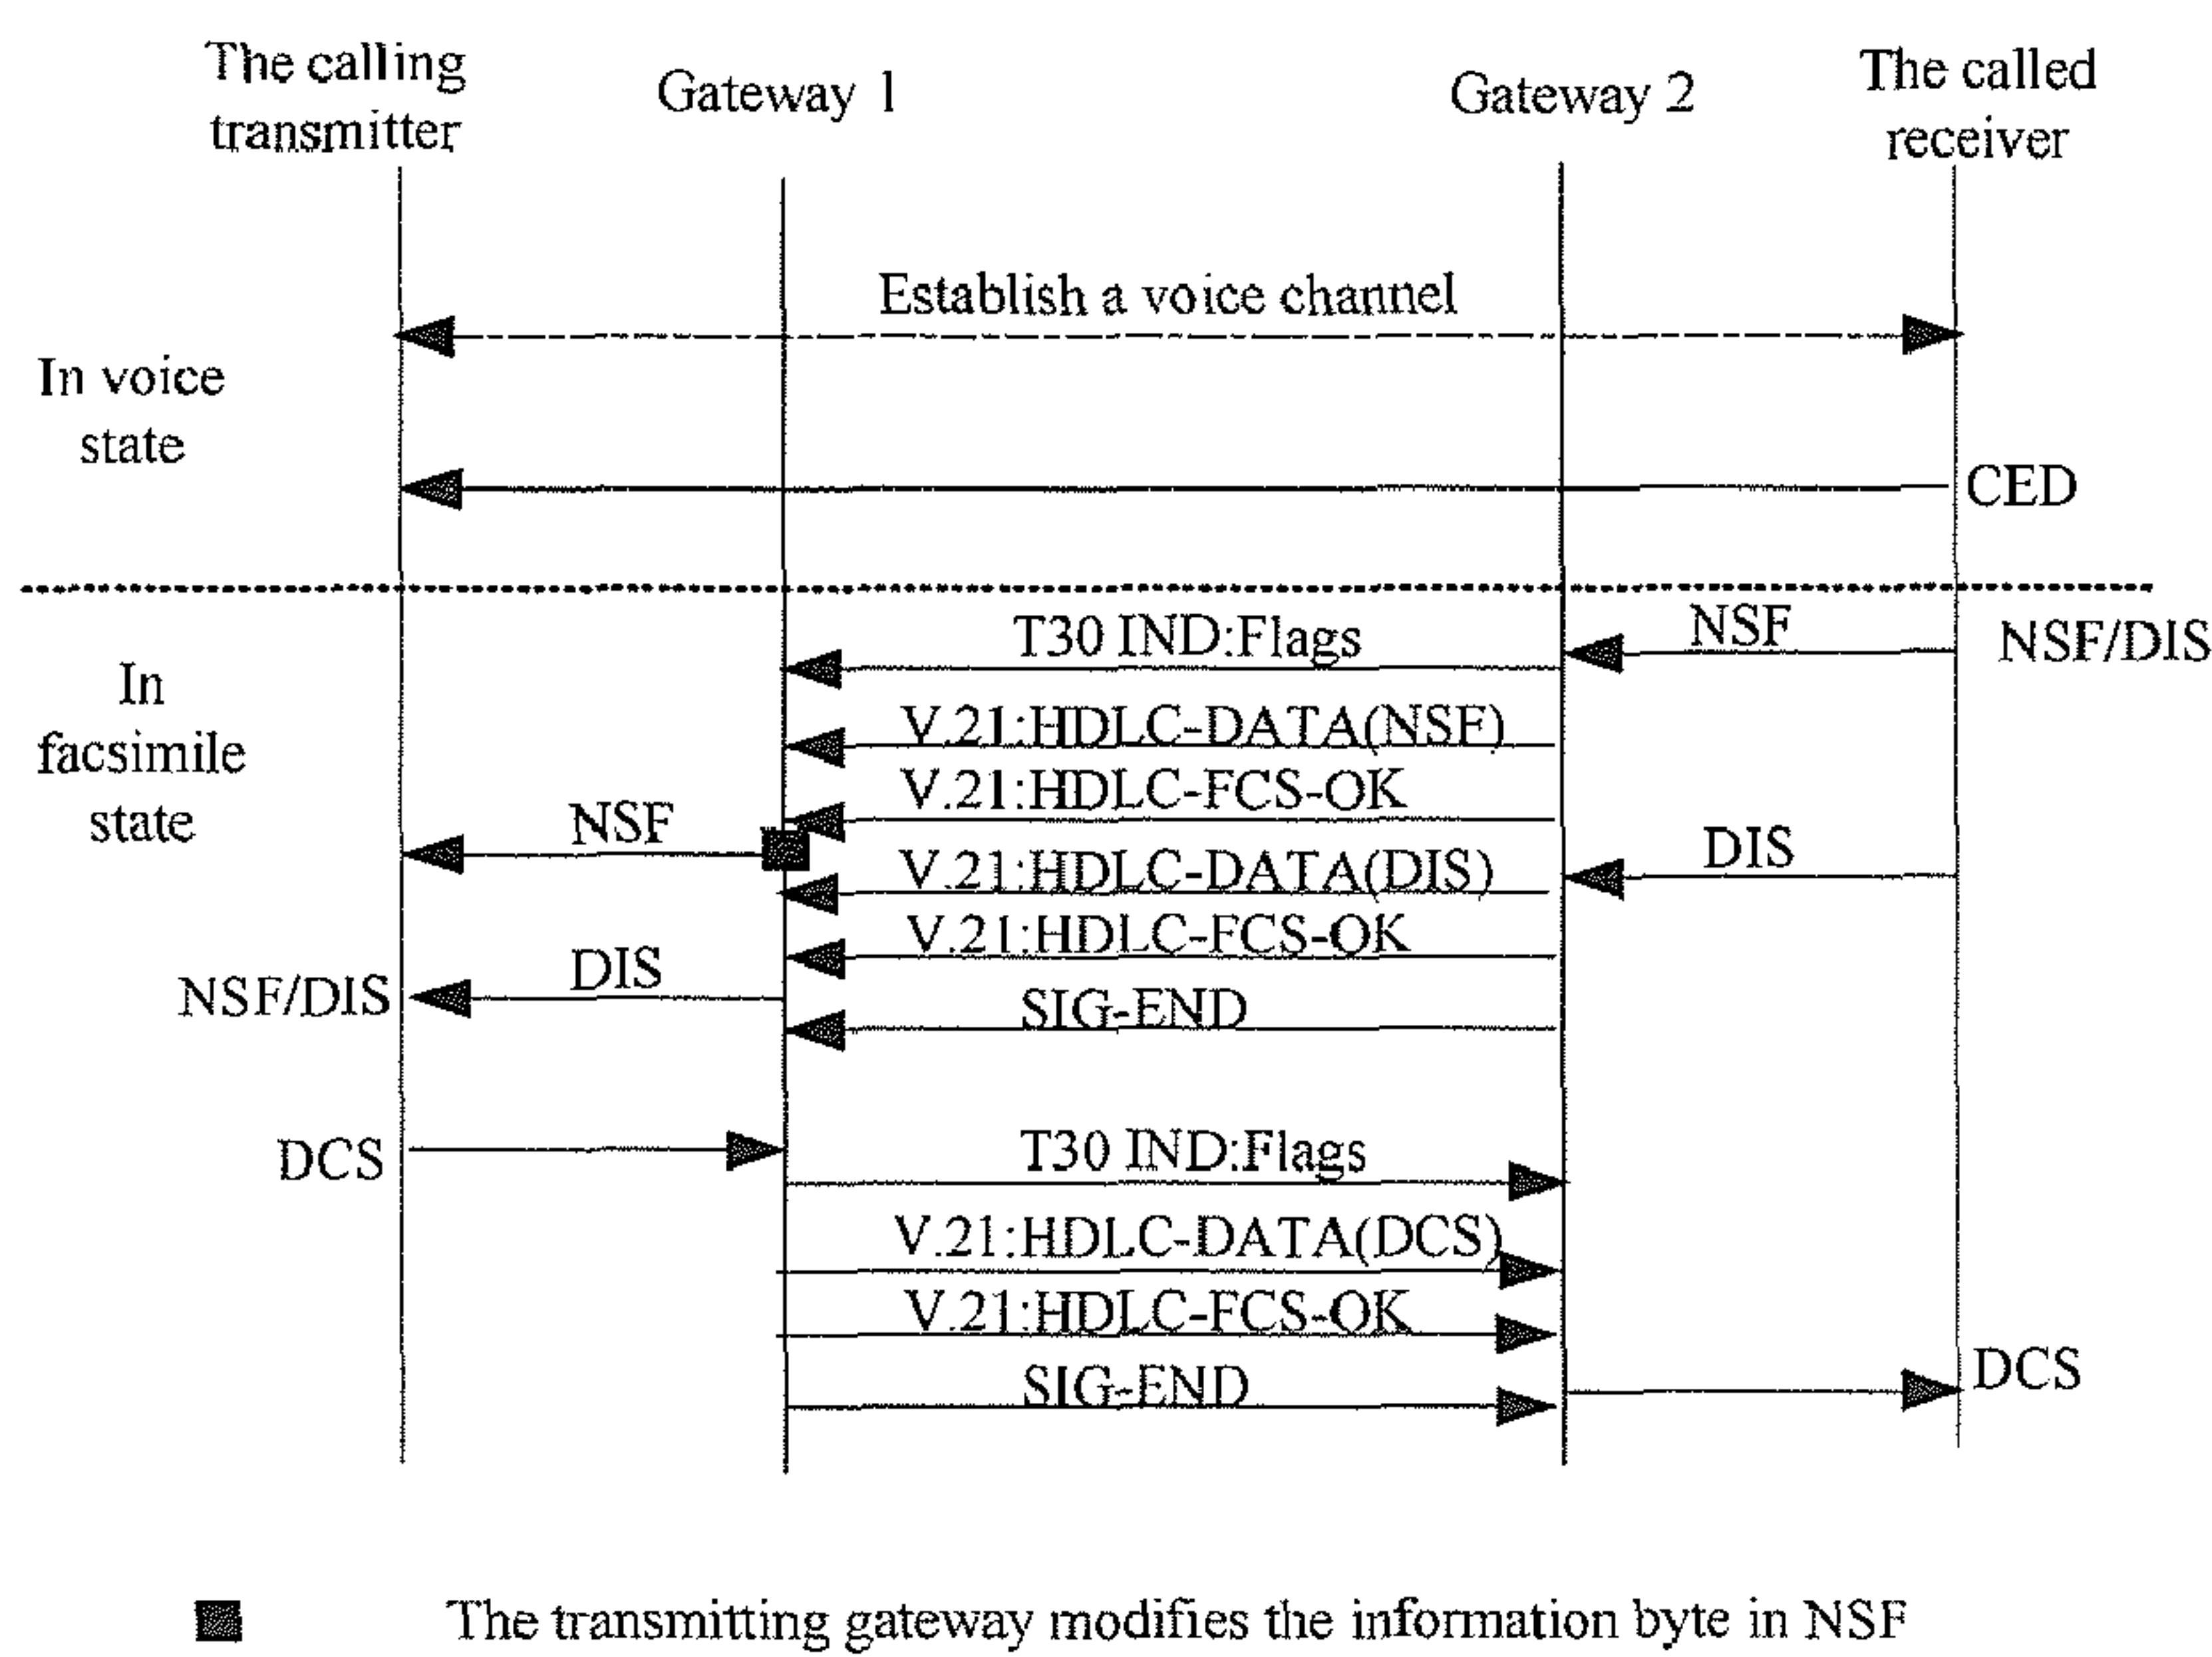 The calling
transmitter
Gateway 1
Gateway 2
The called
receiver
Establish a voice channel
In voice
state
CED
T30 IND:Flags
NSF
NSF/DIS
In
facsimile
state
V.21:HDLC-DATA(NSF)
V.21:HDLC-FCS-OK
NSF
V.21:HDLC-DATA(DIS)
DIS
V.21:HDLC-FCS-OK
NSF/DIS
DIS
SIG-END
DCS
T30 IND:Flags
V.21:HDLC-DATA(DCS)
V.21:HDLC-FCS-OK
SIG-END
DCS
The transmitting gateway modifies the information byte in NSF